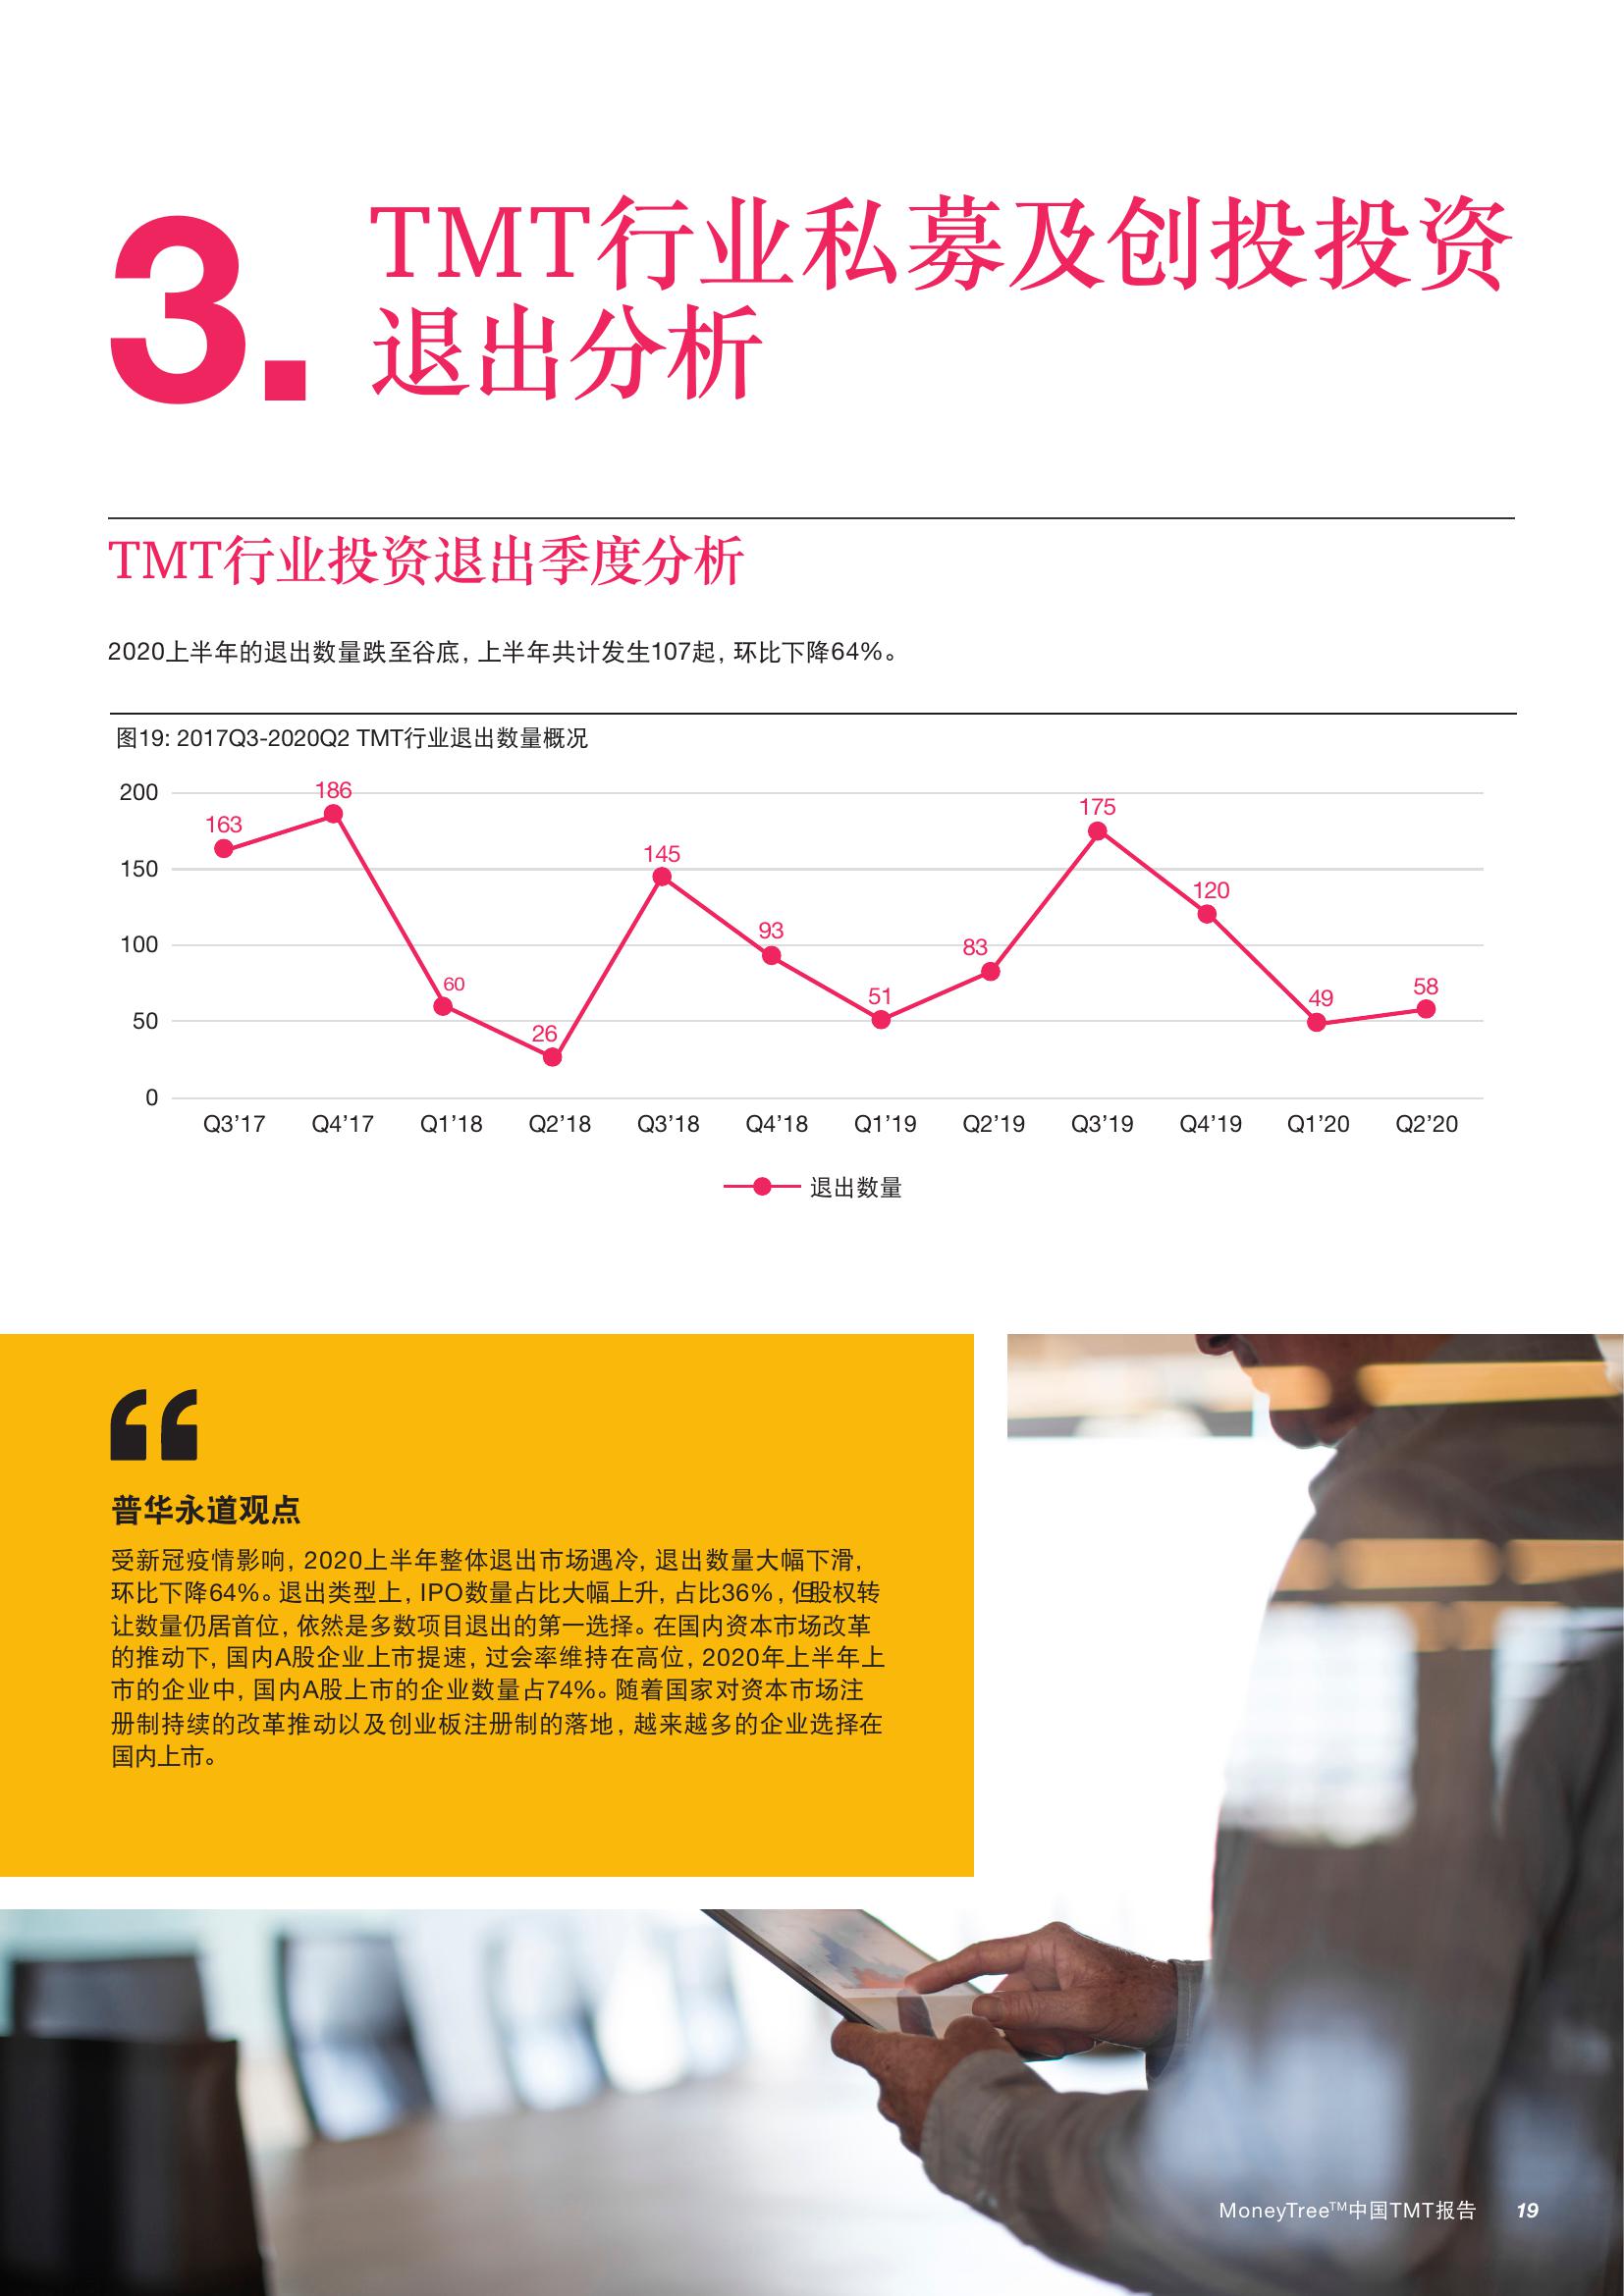 3.
TMT行业私募及创投投资
退出分析
TMT行业投资退出季度分析
2020上半年的退出数量跌至谷底, 上半年共计发生107起, 环比下降64%。
图19: 2017Q3-2020Q2 TMT行业退出数量概况
200
150
100
50
0
163
186
60
26
145
93
51
83
175
120
49
58
Q3’17 Q4’17 Q1’18 Q2’18 Q3’18 Q4’18 Q1’19 Q2’19 Q3’19 Q4’19 Q1’20 Q2’20
退出数量
“
普华永道观点
受新冠疫情影响, 2020上半年整体退出市场遇冷, 退出数量大幅下滑,
环比下降64%。退出类型上, IPO数量占比大幅上升, 占比36%, 但股权转
让数量仍居首位, 依然是多数项目退出的第一选择。在国内资本市场改革
的推动下, 国内A股企业上市提速, 过会率维持在高位, 2020年上半年上
市的企业中, 国内A股上市的企业数量占74%。随着国家对资本市场注
册制持续的改革推动以及创业板注册制的落地, 越来越多的企业选择在
国内上市。
MoneyTree™中国TMT报告 19